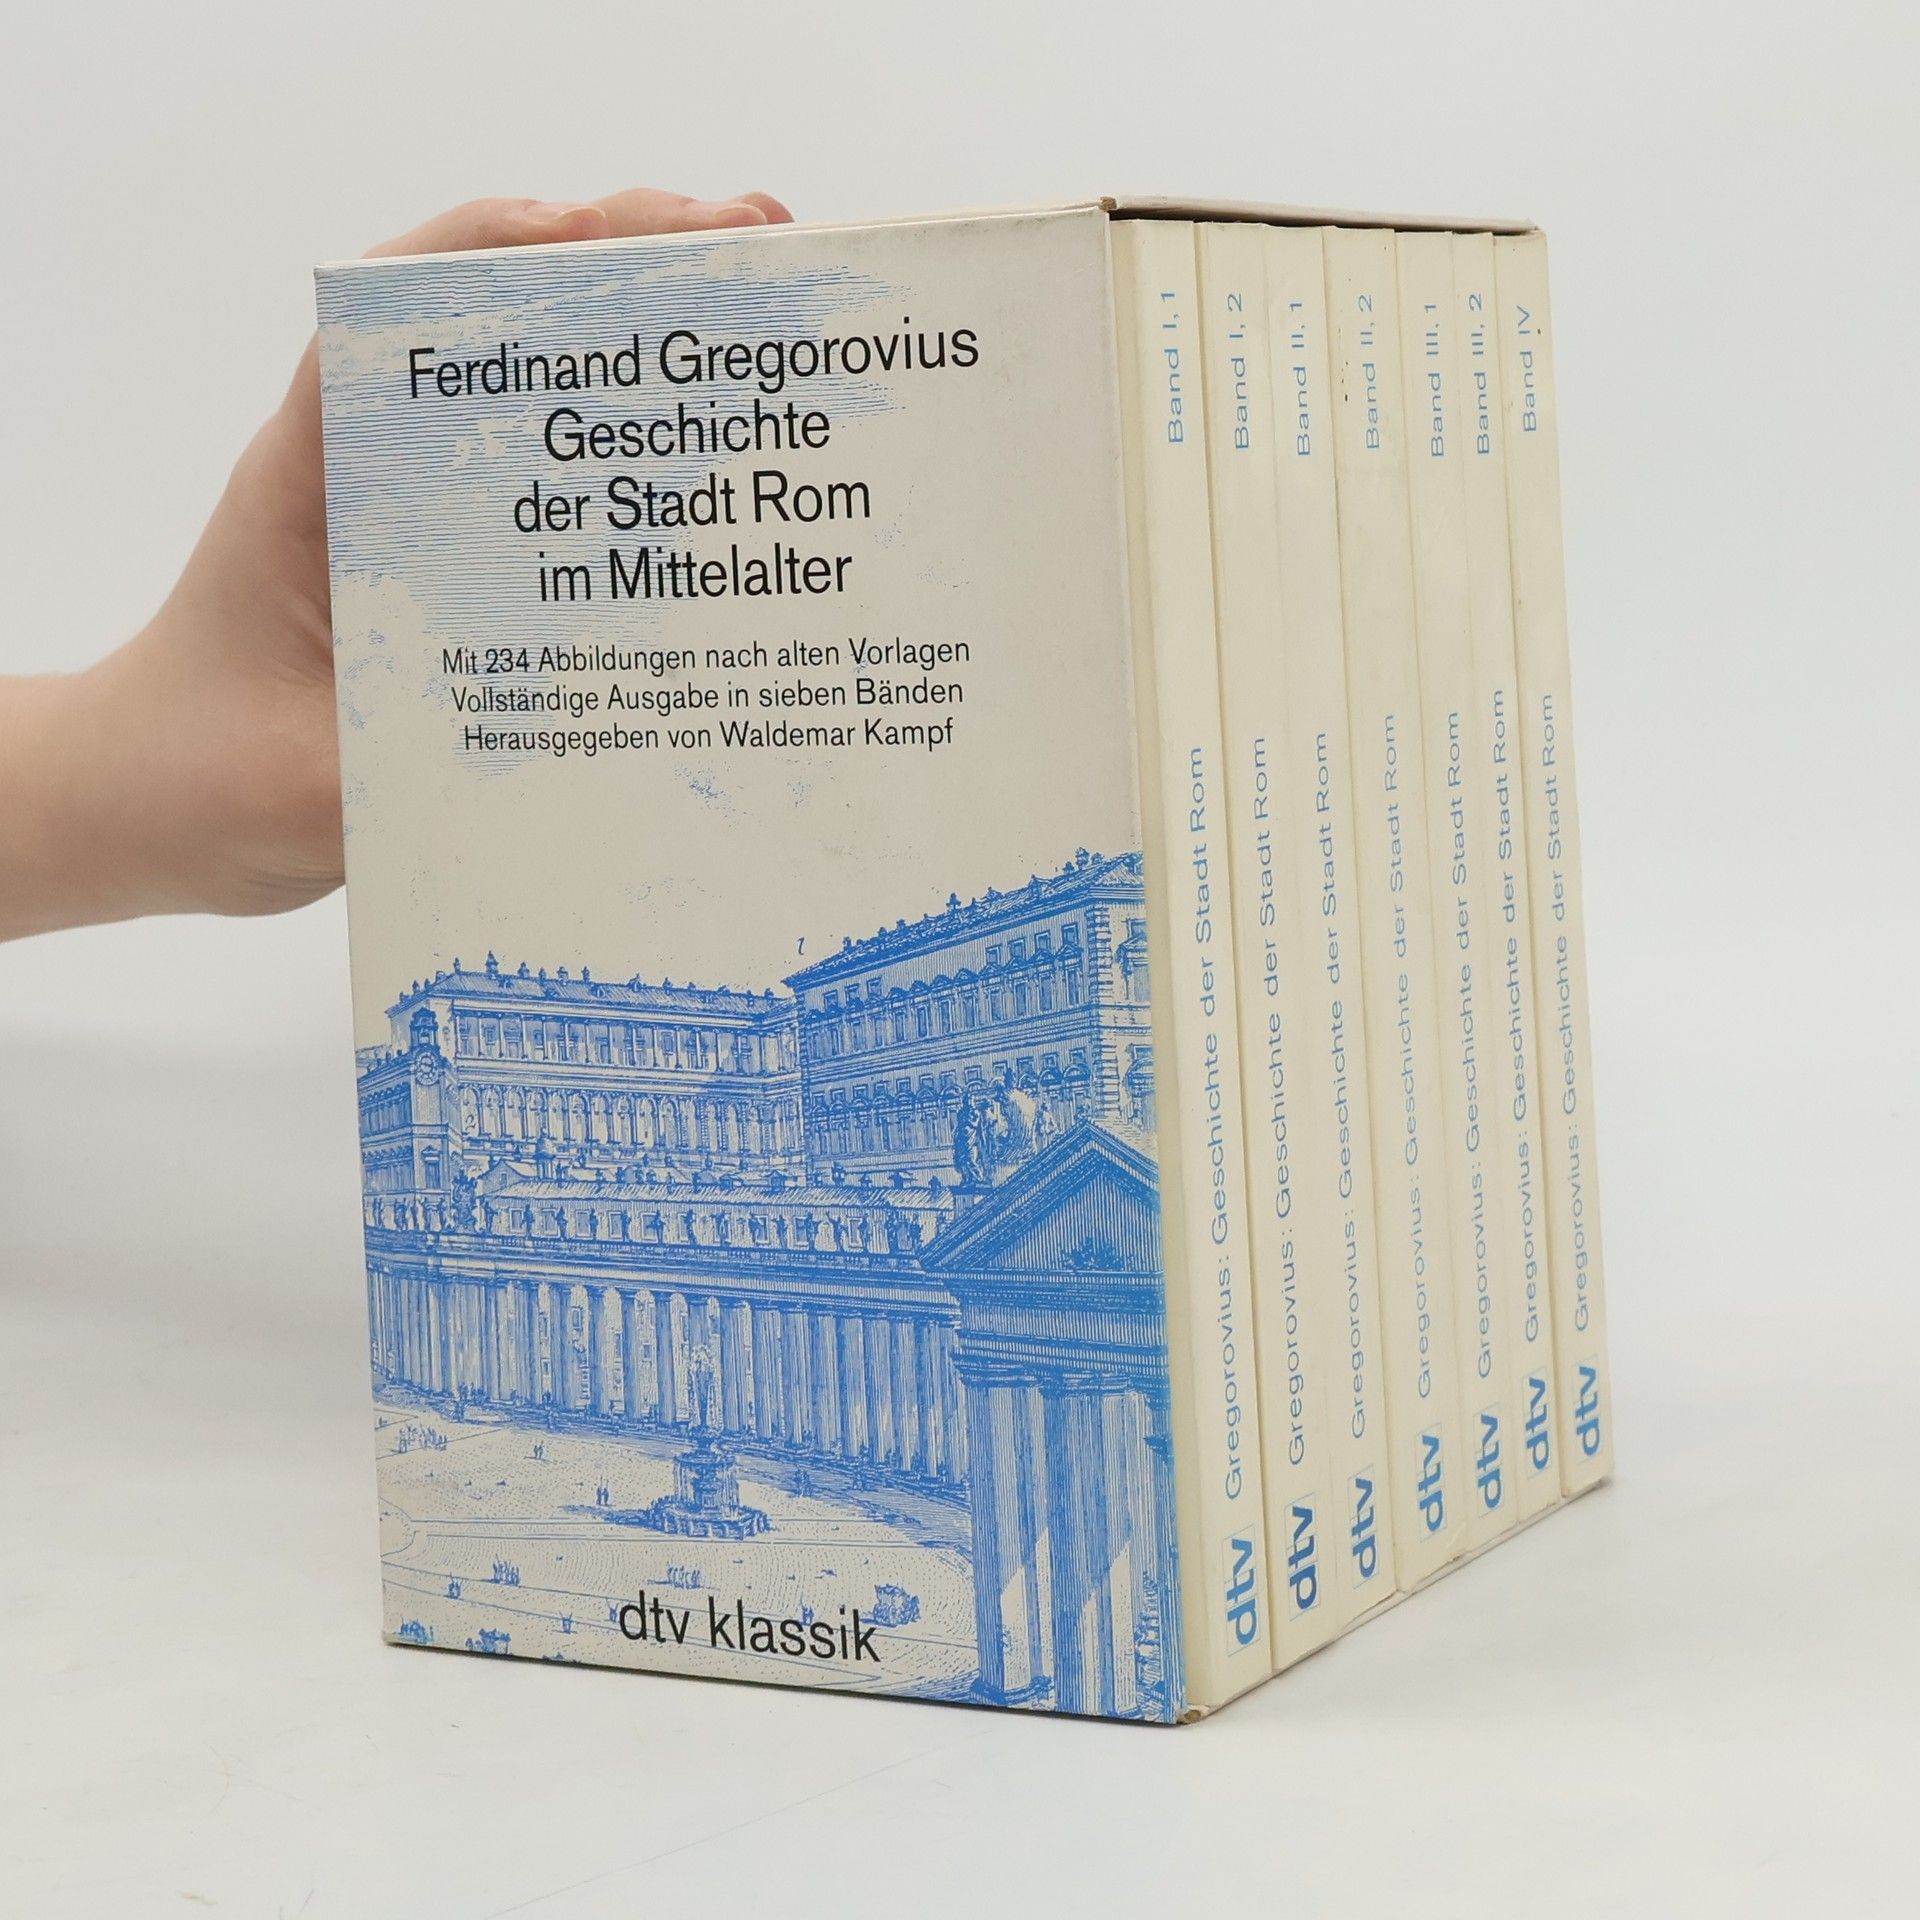 Ferdinand Gregorovius
Geschichte
der Stadt Rom
im Mittelalter
Mit 234 Abbildungen nach alten Vorlagen
Vollständige Ausgabe in sieben Bänden
Herausgegeben von Waldemar Kampf
2
dtv klassik
dtv Gregorovius: Geschichte der Stadt Rom Band I, 1
dtv Gregorovius: Geschichte der Stadt Rom Band I, 2
dtv Gregorovius: Geschichte der Stadt Rom Band II, 1
dtv Gregorovius: Geschichte der Stadt Rom Band II, 2
dtv Gregorovius: Geschichte der Stadt Rom Band III, 1
dtv Gregorovius: Geschichte der Stadt Rom Band III, 2
dtv Gregorovius: Geschichte der Stadt Rom Band IV